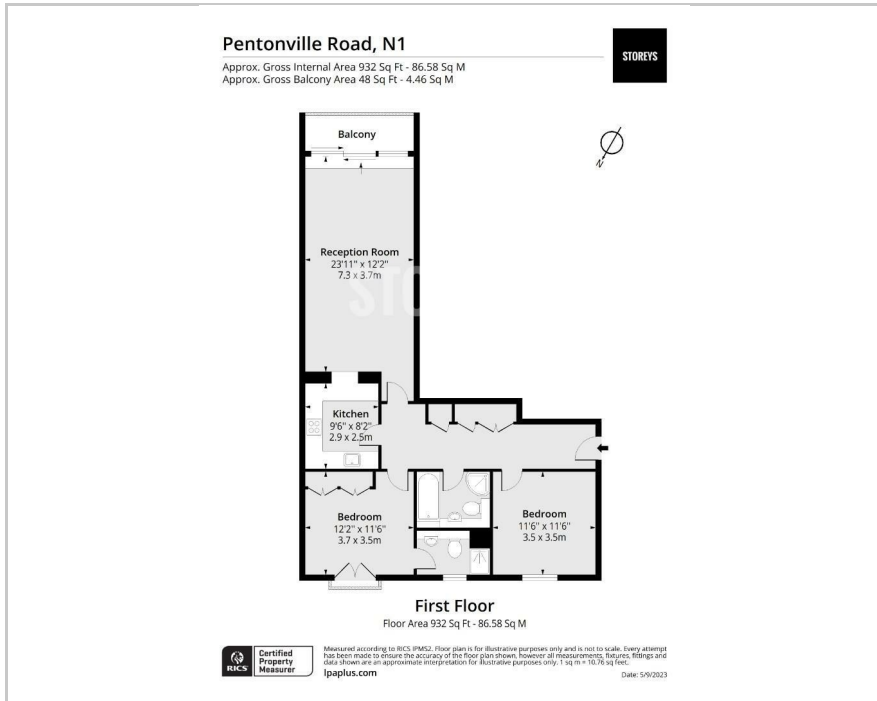 Pentonville Road, N1
Approx. Gross Internal Area 932 Sq Ft - 86.58 Sq M
Approx. Gross Balcony Area 48 Sq Ft - 4.46 Sq M
STOREYS
Balcony
N
Reception Room
23'11" x 12'2"
7.3 x 3.7m
STO
Kitchen
9'6" x 8'2"
2.9 x 2.5m
Bedroom
12'2" x 11'6"
3.7 x 3.5m
Bedroom
11'6" x 11'6"
3.5 x 3.5m
First Floor
Floor Area 932 Sq Ft - 86.58 Sq M
RICS
Certified
Property
Measurer
Measured according to RICS IPMS2. Floor plan is for illustrative purposes only and is not to scale. Every attempt
has been made to ensure the accuracy of the floor plan shown, however all measurements, fixtures, fittings and
data shown are an approximate interpretation for illustrative purposes only. 1 sq m = 10.76 sq feet.
lpaplus.com
Date: 5/9/2023